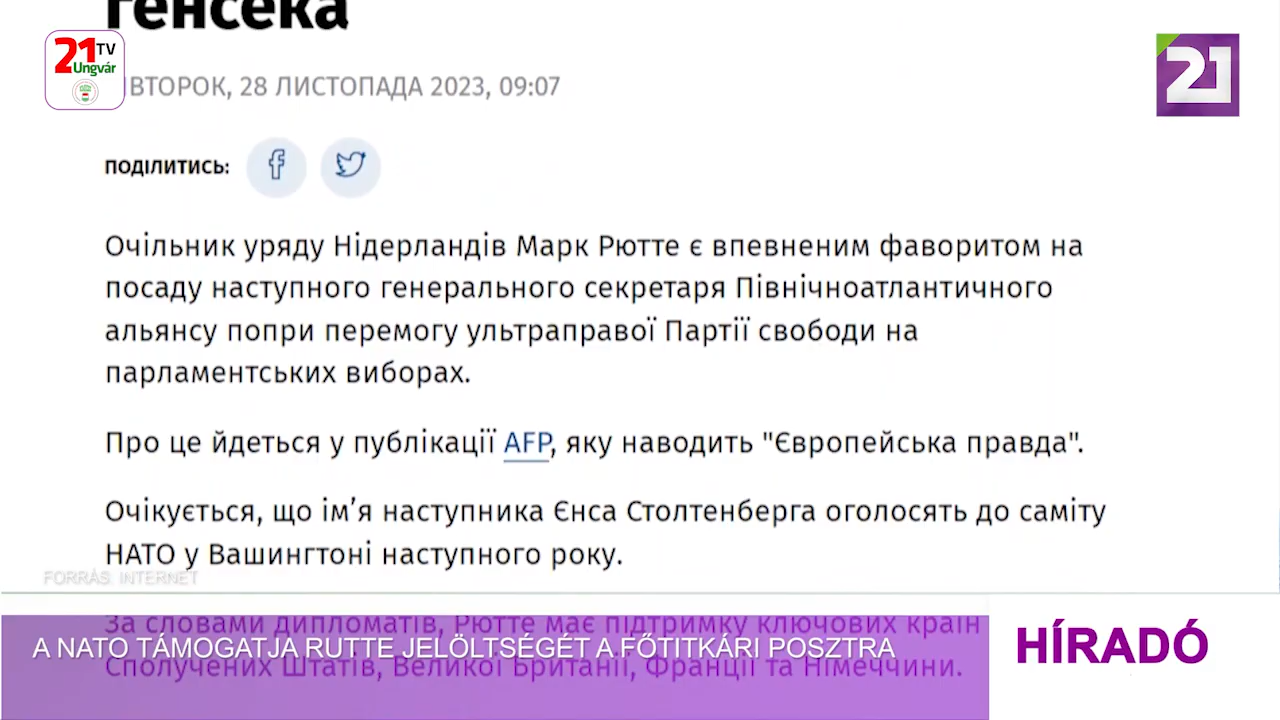 генсека
21 TV
Ungvár
21
ІВТОРОК, 28 ЛИСТОПАДА 2023, 09:07
ПОДІЛИТИСЬ:
Очільник уряду Нідерландів Марк Рютте є впевненим фаворитом на
посаду наступного генерального секретаря Північноатлантичного
альянсу попри перемогу ультраправої Партії свободи на
парламентських виборах.
Про це йдеться у публікації AFP, яку наводить "Європейська правда".
Очікується, що ім’я наступника Єнса Столтенберга оголосять до саміту
НАТО у Вашингтоні наступного року.
FORRÁS: INTERNET
За словами дипломатів, Рютте має підтримку ключових країн
A NATO TÁMOGATJA RUTTE JELÖLTSÉGÉT A FŐTITKÁRI POSZTRA
HÍRADÓ
Сполучених Штатів, Великої Британії, Франції та Німеччини.